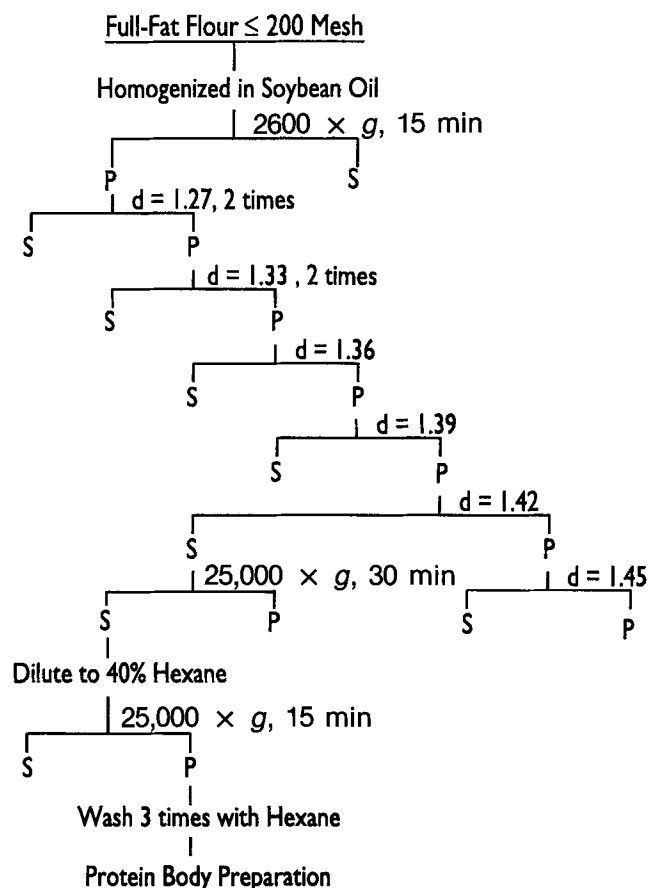 Full-Fat Flour ≤ 200 Mesh
Homogenized in Soybean Oil
2600 × g, 15 min
P
S
d = 1.27, 2 times
S
P
d = 1.33 , 2 times
S
P
d = 1.36
S
P
d = 1.39
S
P
d = 1.42
S
P
25,000 × g, 30 min
d = 1.45
S
P
S
P
Dilute to 40% Hexane
25,000 × g, 15 min
S
P
Wash 3 times with Hexane
Protein Body Preparation